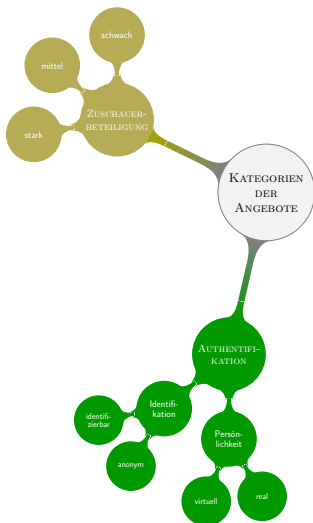 schwach
mittel
stark
Zuschauer-
beteiligung
Kategorien
der
Angebote
Authentifi-
kation
Identifi-
kation
identifi-
zierbar
anonym
Persön-
lichkeit
virtuell
real